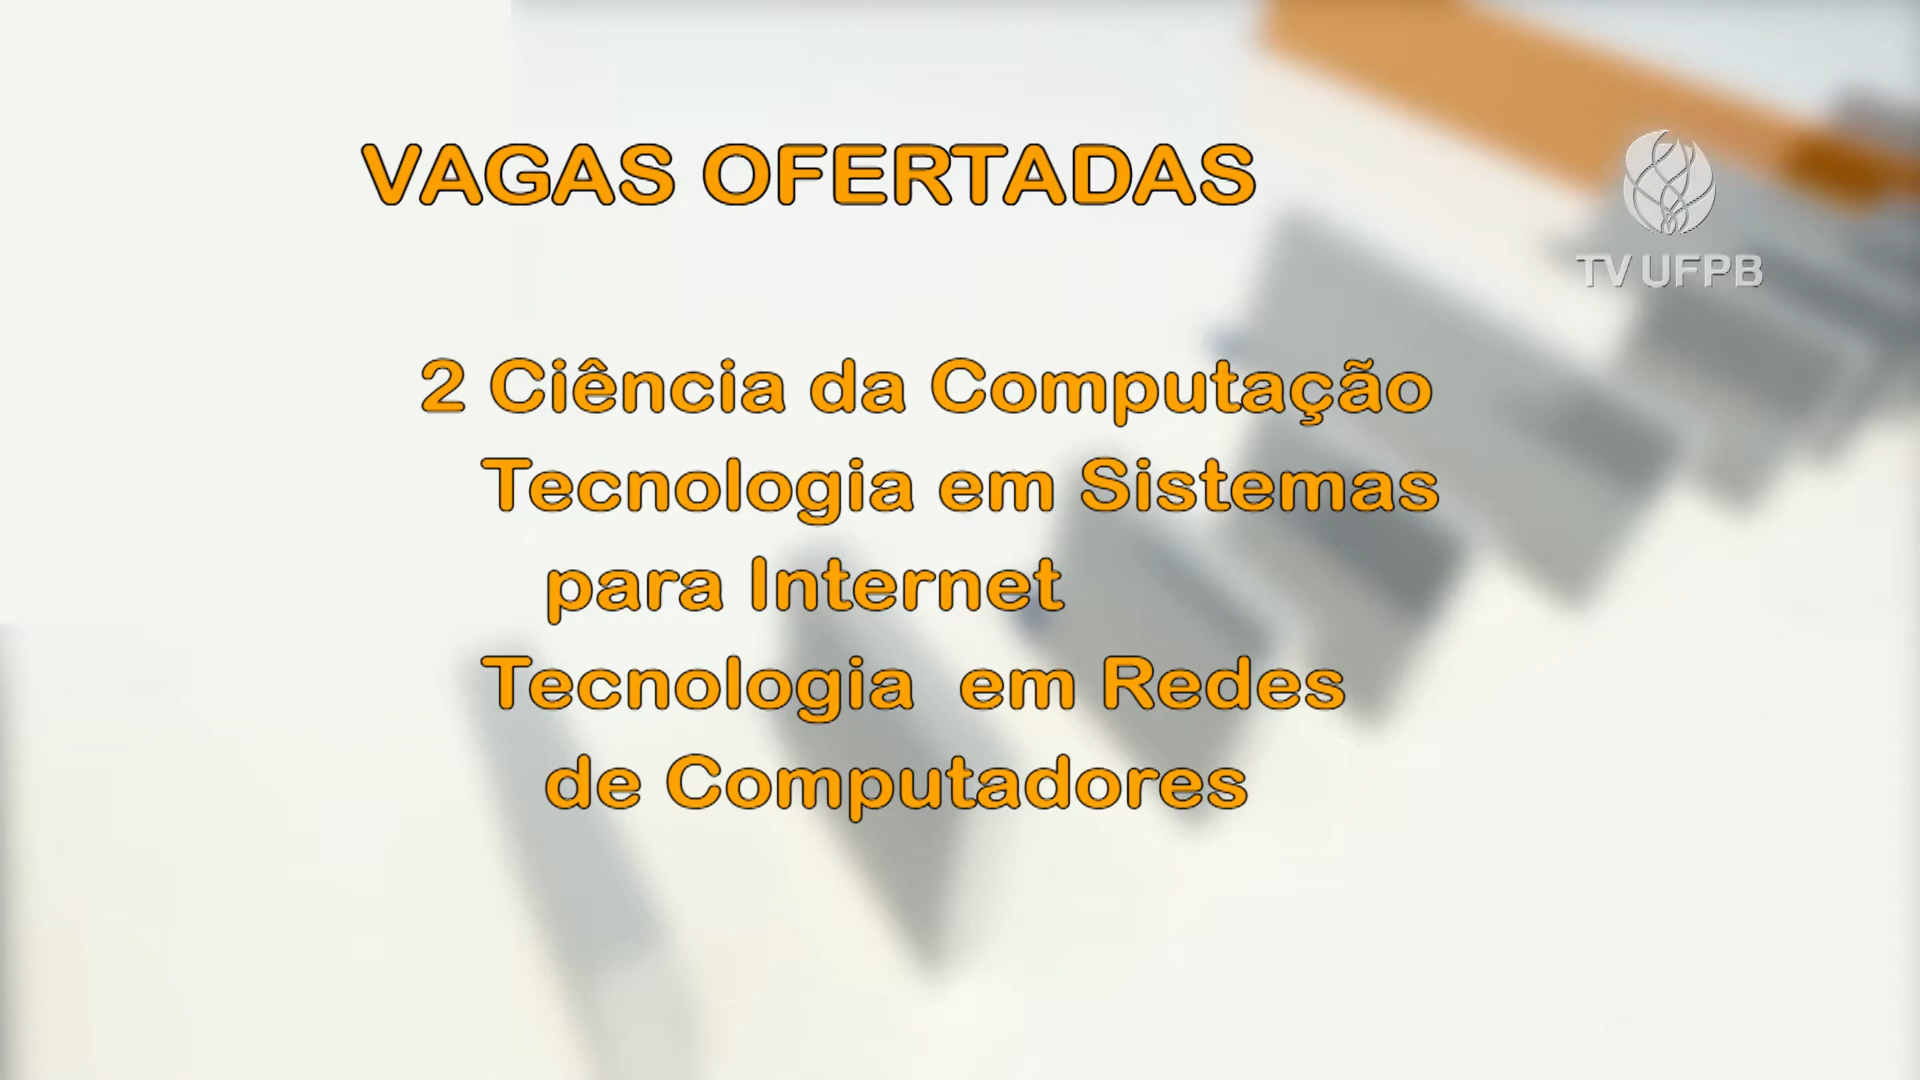 VAGAS OFERTADAS
TV UFPB
2 Ciência da Computação
Tecnologia em Sistemas
para Internet
Tecnologia em Redes
de Computadores